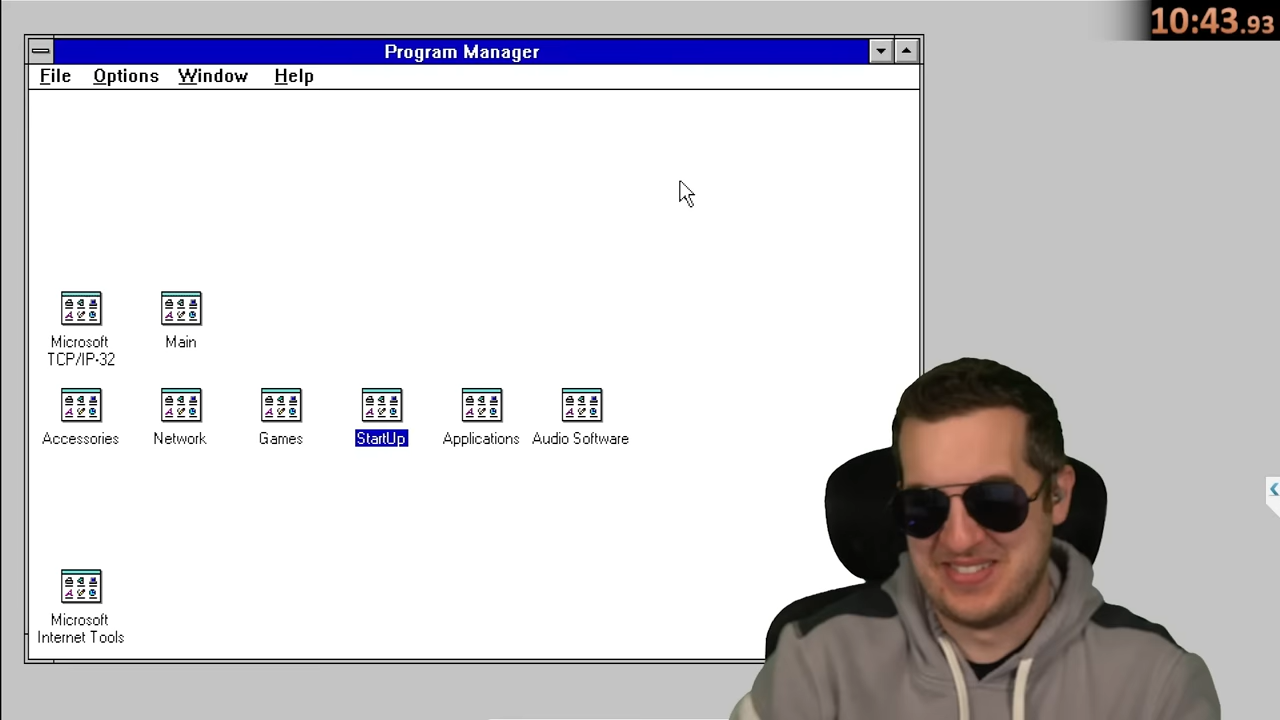 10:43.93
Program Manager
File Options Window Help
Microsoft
TCP/IP-32
Main
Accessories
Network
Games
StartUp
Applications
Audio Software
Microsoft
Internet Tools